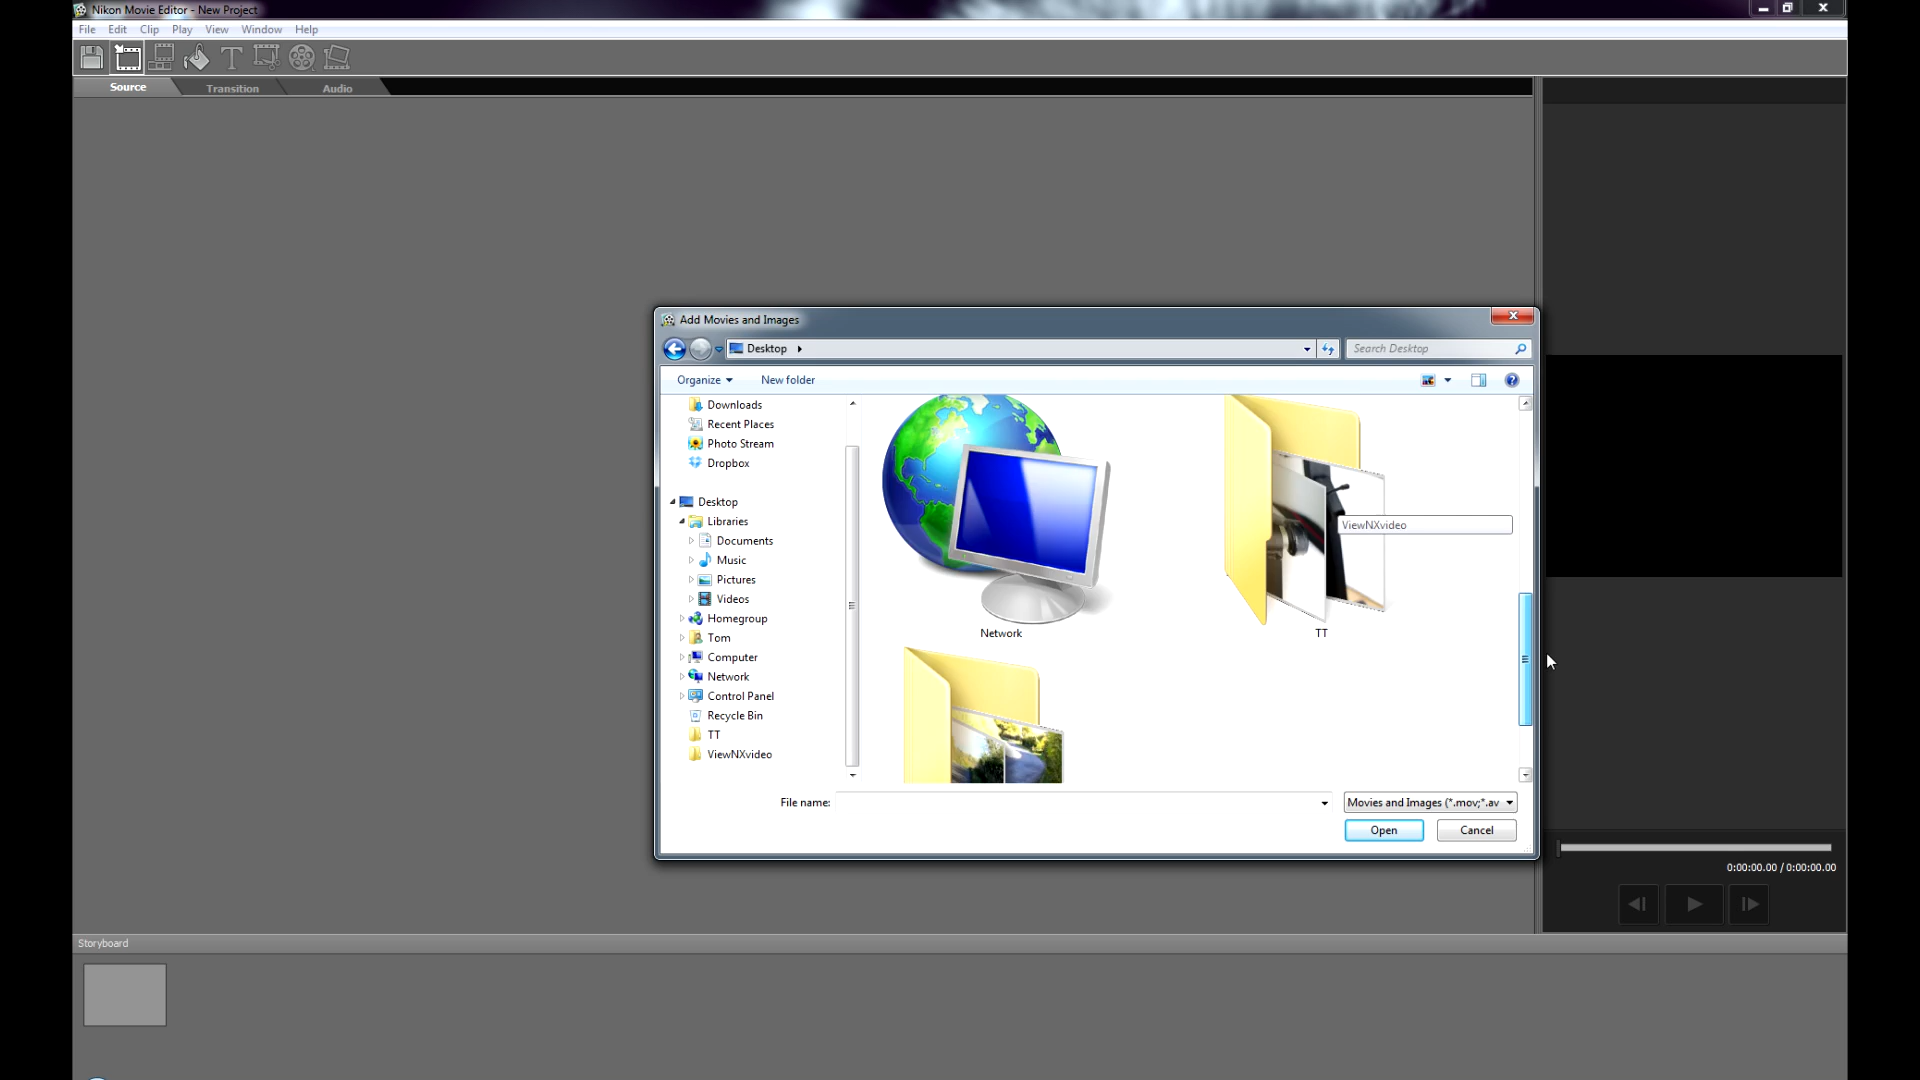 Nikon Movie Editor - New Project
File Edit Clip Play View Window Help
Source Transition Audio
Add Movies and Images
Desktop
Search Desktop
Organize New folder
Downloads
Recent Places
Photo Stream
Dropbox
Desktop
Libraries
Documents
Music
Pictures
Videos
Homegroup
Tom
Computer
Network
Control Panel
Recycle Bin
TT
ViewNXvideo
ViewNXvideo
Network
TT
File name:
Movies and Images (*.mov;*.av
Open Cancel
0:00:00.00 / 0:00:00.00
Storyboard